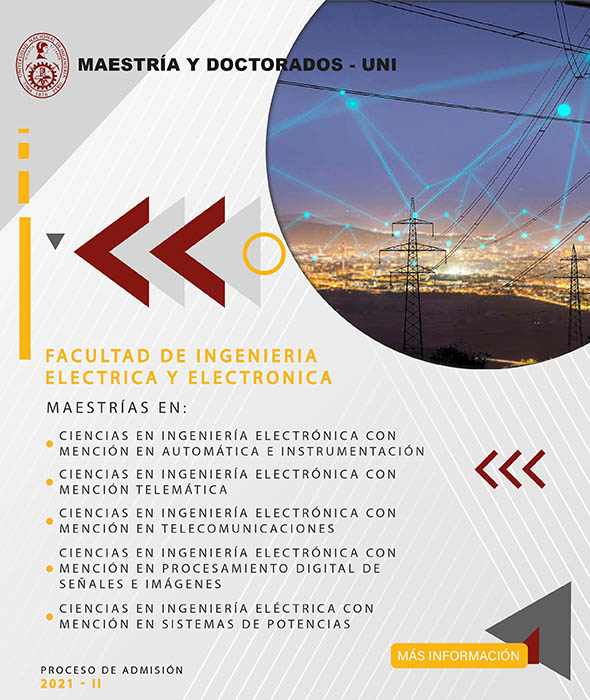 MAESTRÍA Y DOCTORADOS - UNI
FACULTAD DE INGENIERIA
ELECTRICA Y ELECTRONICA
MAESTRÍAS EN:
CIENCIAS EN INGENIERÍA ELECTRÓNICA CON
MENCIÓN EN AUTOMÁTICA E INSTRUMENTACIÓN
CIENCIAS EN INGENIERÍA ELECTRÓNICA CON
MENCIÓN TELEMÁTICA
CIENCIAS EN INGENIERÍA ELECTRÓNICA CON
MENCIÓN EN TELECOMUNICACIONES
CIENCIAS EN INGENIERÍA ELECTRÓNICA CON
MENCIÓN EN PROCESAMIENTO DIGITAL DE
SEÑALES E IMÁGENES
CIENCIAS EN INGENIERÍA ELÉCTRICA CON
MENCIÓN EN SISTEMAS DE POTENCIAS
MÁS INFORMACIÓN
PROCESO DE ADMISIÓN
2021 - II